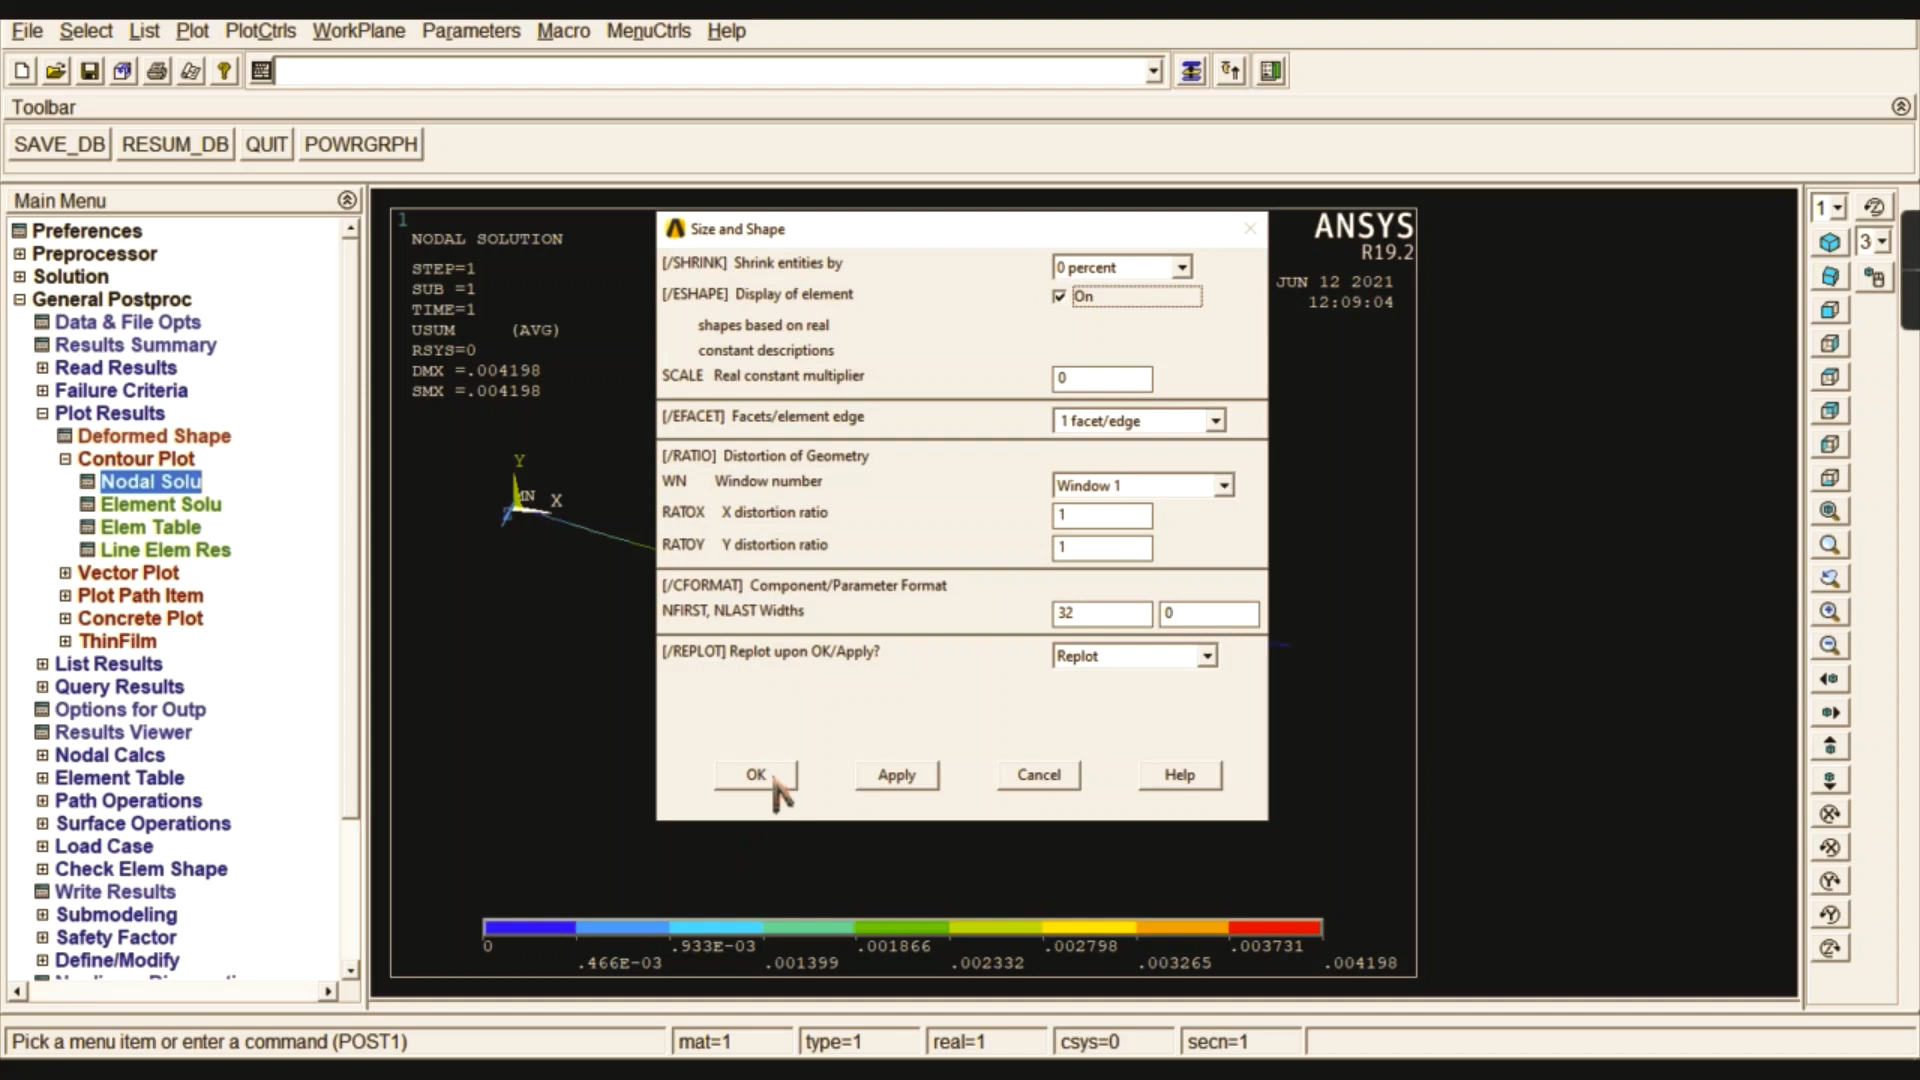 File Select List Plot PlotCtrls WorkPlane Parameters Macro MenuCtrls Help
Toolbar
SAVE_DB RESUM_DB QUIT POWRGRPH
Main Menu
Preferences
Preprocessor
Solution
General Postproc
Data & File Opts
Results Summary
Read Results
Failure Criteria
Plot Results
Deformed Shape
Contour Plot
Nodal Solu
Element Solu
Elem Table
Line Elem Res
Vector Plot
Plot Path Item
Concrete Plot
ThinFilm
List Results
Query Results
Options for Outp
Results Viewer
Nodal Calcs
Element Table
Path Operations
Surface Operations
Load Case
Check Elem Shape
Write Results
Submodeling
Safety Factor
Define/Modify
1
NODAL SOLUTION
STEP=1
SUB =1
TIME=1
USUM (AVG)
RSYS=0
DMX =.004198
SMX =.004198
Y
MN X
Z
Size and Shape
[/SHRINK] Shrink entities by 0 percent
[/ESHAPE] Display of element On
shapes based on real
constant descriptions
SCALE Real constant multiplier 0
[/EFACET] Facets/element edge 1 facet/edge
[/RATIO] Distortion of Geometry
WN Window number Window 1
RATOX X distortion ratio 1
RATOY Y distortion ratio 1
[/CFORMAT] Component/Parameter Format
NFIRST, NLAST Widths 32 0
[/REPLOT] Replot upon OK/Apply? Replot
OK Apply Cancel Help
ANSYS
R19.2
JUN 12 2021
12:09:04
0 .933E-03 .001866 .002798 .003731
.466E-03 .001399 .002332 .003265 .004198
1
3
Pick a menu item or enter a command (POST1) mat=1 type=1 real=1 csys=0 secn=1